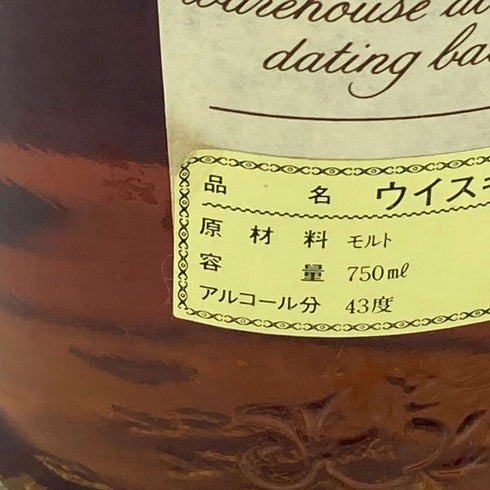 warehouse
dating
品 名 ウイスキ
原材料 モルト
容 量 750ml
アルコール分 43度